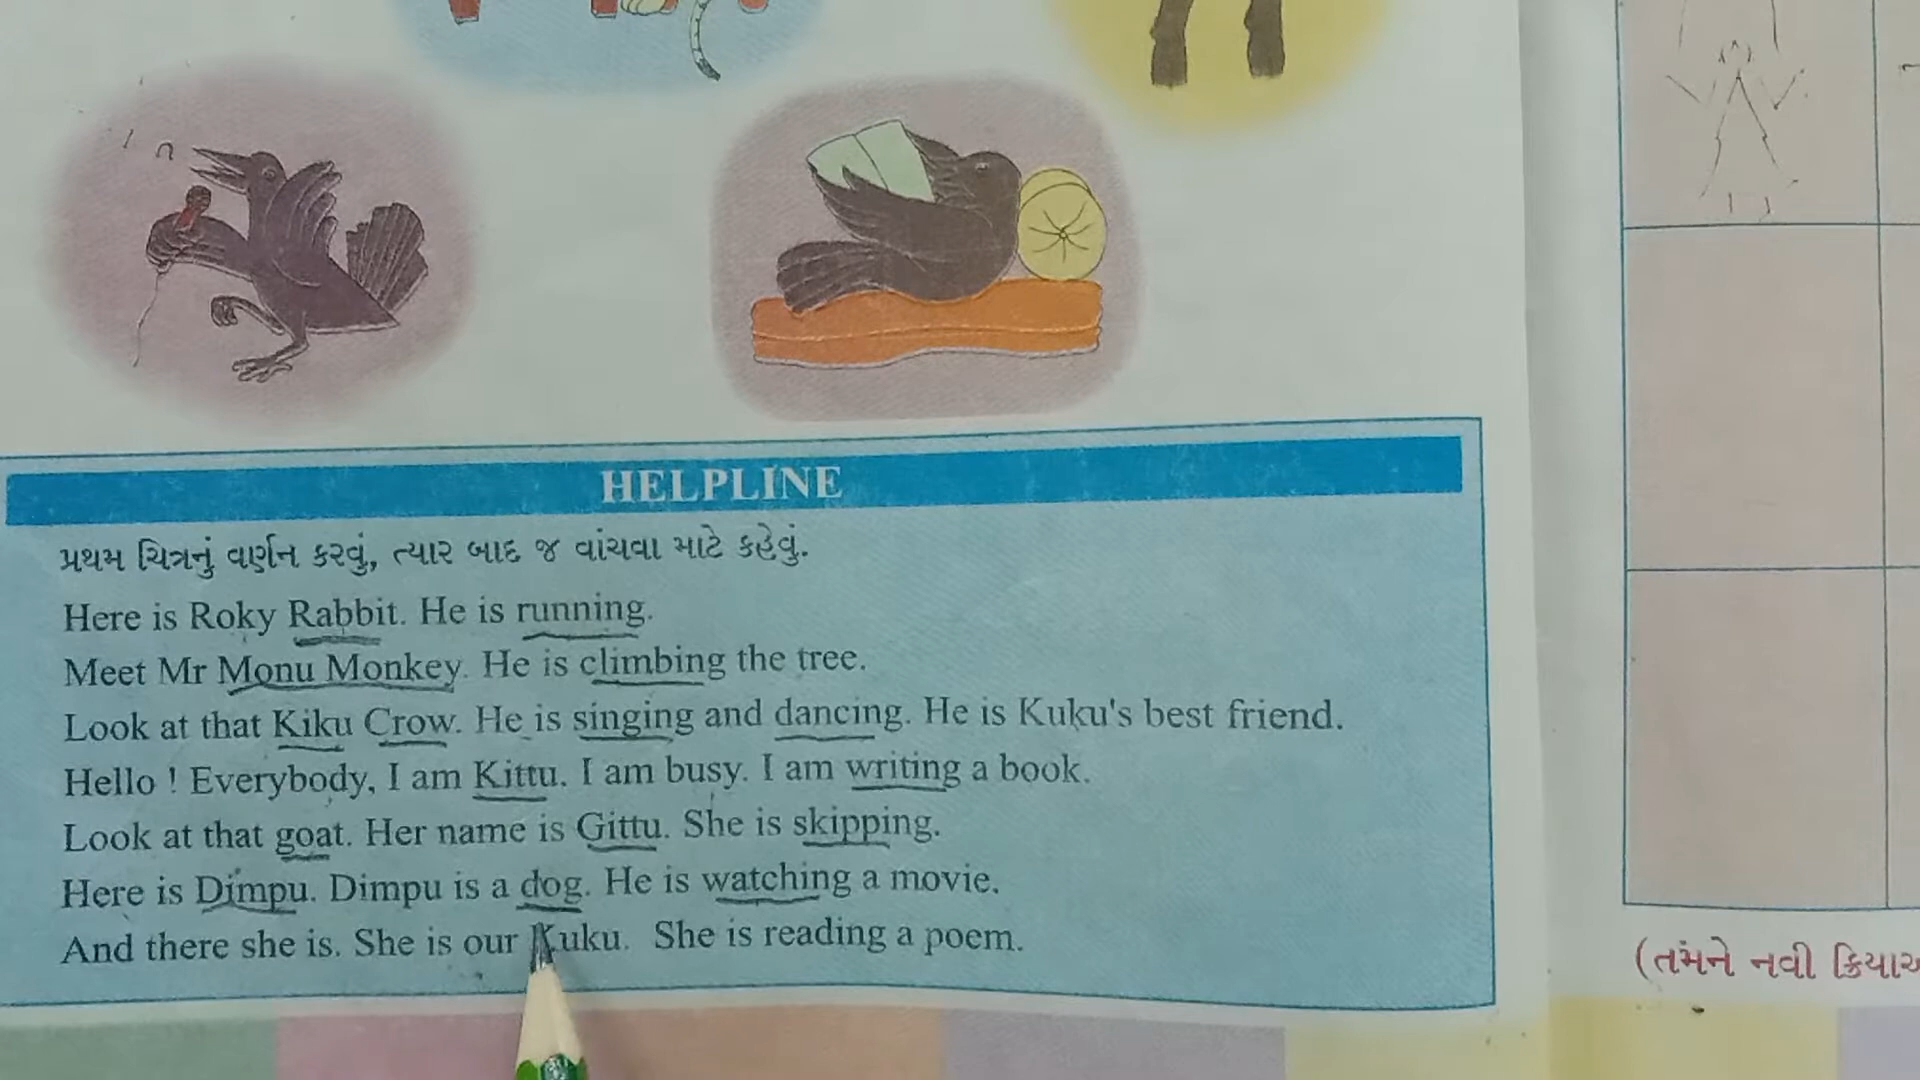 HELPLINE
પ્રથમ ચિત્રનું વર્ણન કરવું, ત્યાર બાદ જ વાંચવા માટે કહેવું.
Here is Roky Rabbit. He is running.
Meet Mr Monu Monkey. He is climbing the tree.
Look at that Kiku Crow. He is singing and dancing. He is Kuku's best friend.
Hello ! Everybody, I am Kittu. I am busy. I am writing a book.
Look at that goat. Her name is Gittu. She is skipping.
Here is Dimpu. Dimpu is a dog. He is watching a movie.
And there she is. She is our Kuku. She is reading a poem.
(તમને નવી